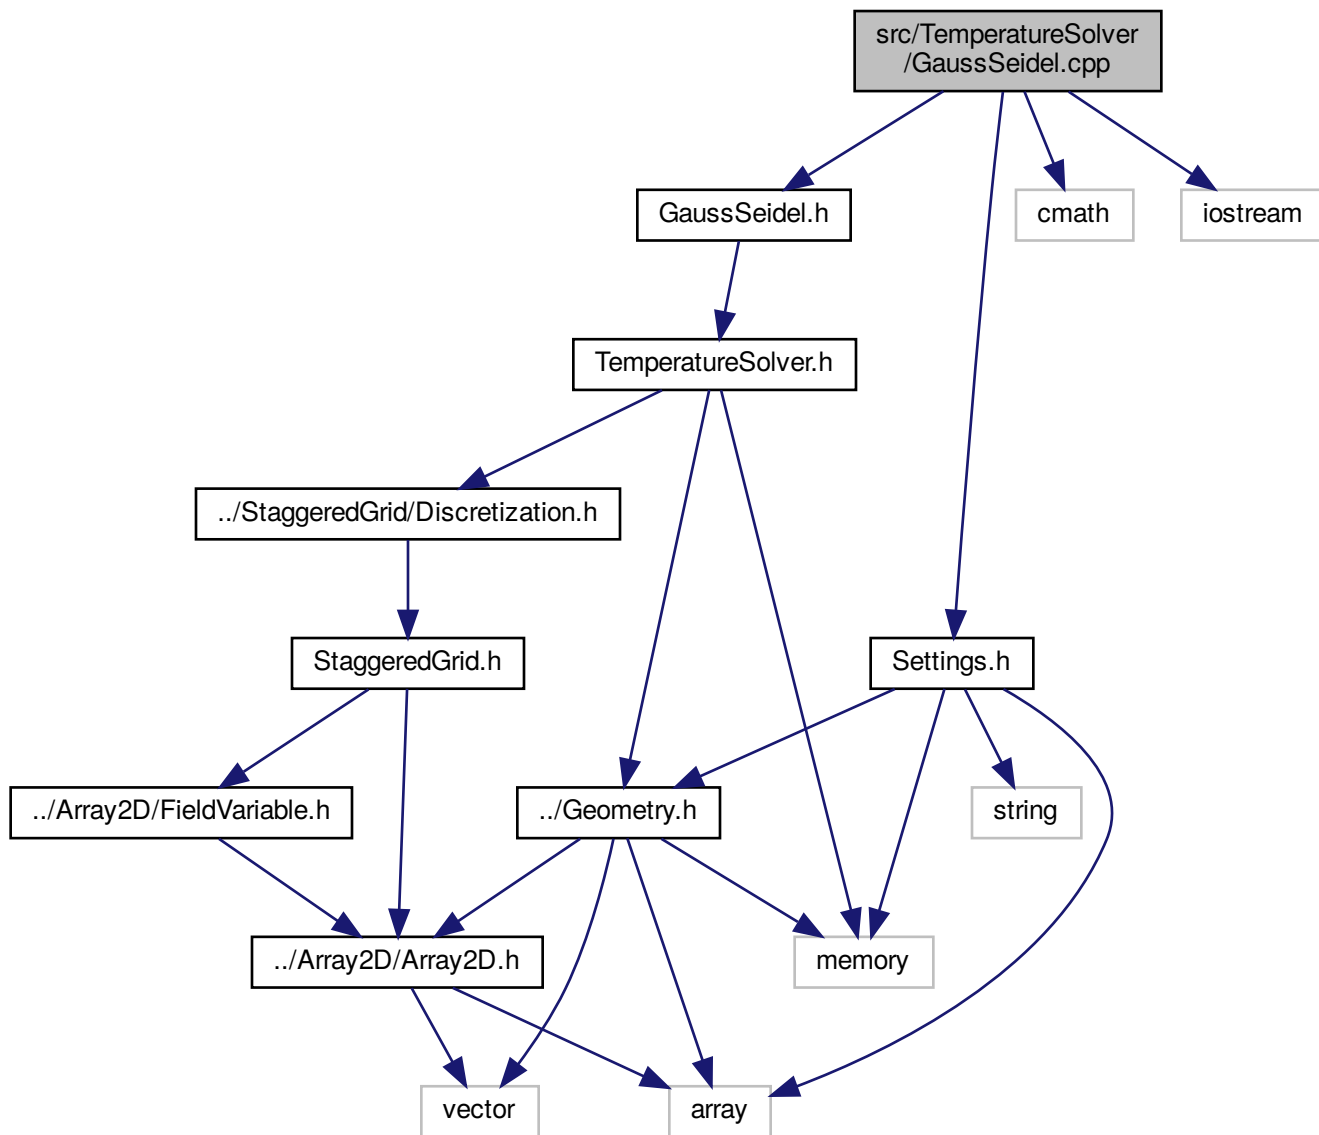 src/TemperatureSolver
/GaussSeidel.cpp
GaussSeidel.h
cmath
iostream
TemperatureSolver.h
../StaggeredGrid/Discretization.h
StaggeredGrid.h
Settings.h
../Array2D/FieldVariable.h
../Geometry.h
string
../Array2D/Array2D.h
memory
vector
array